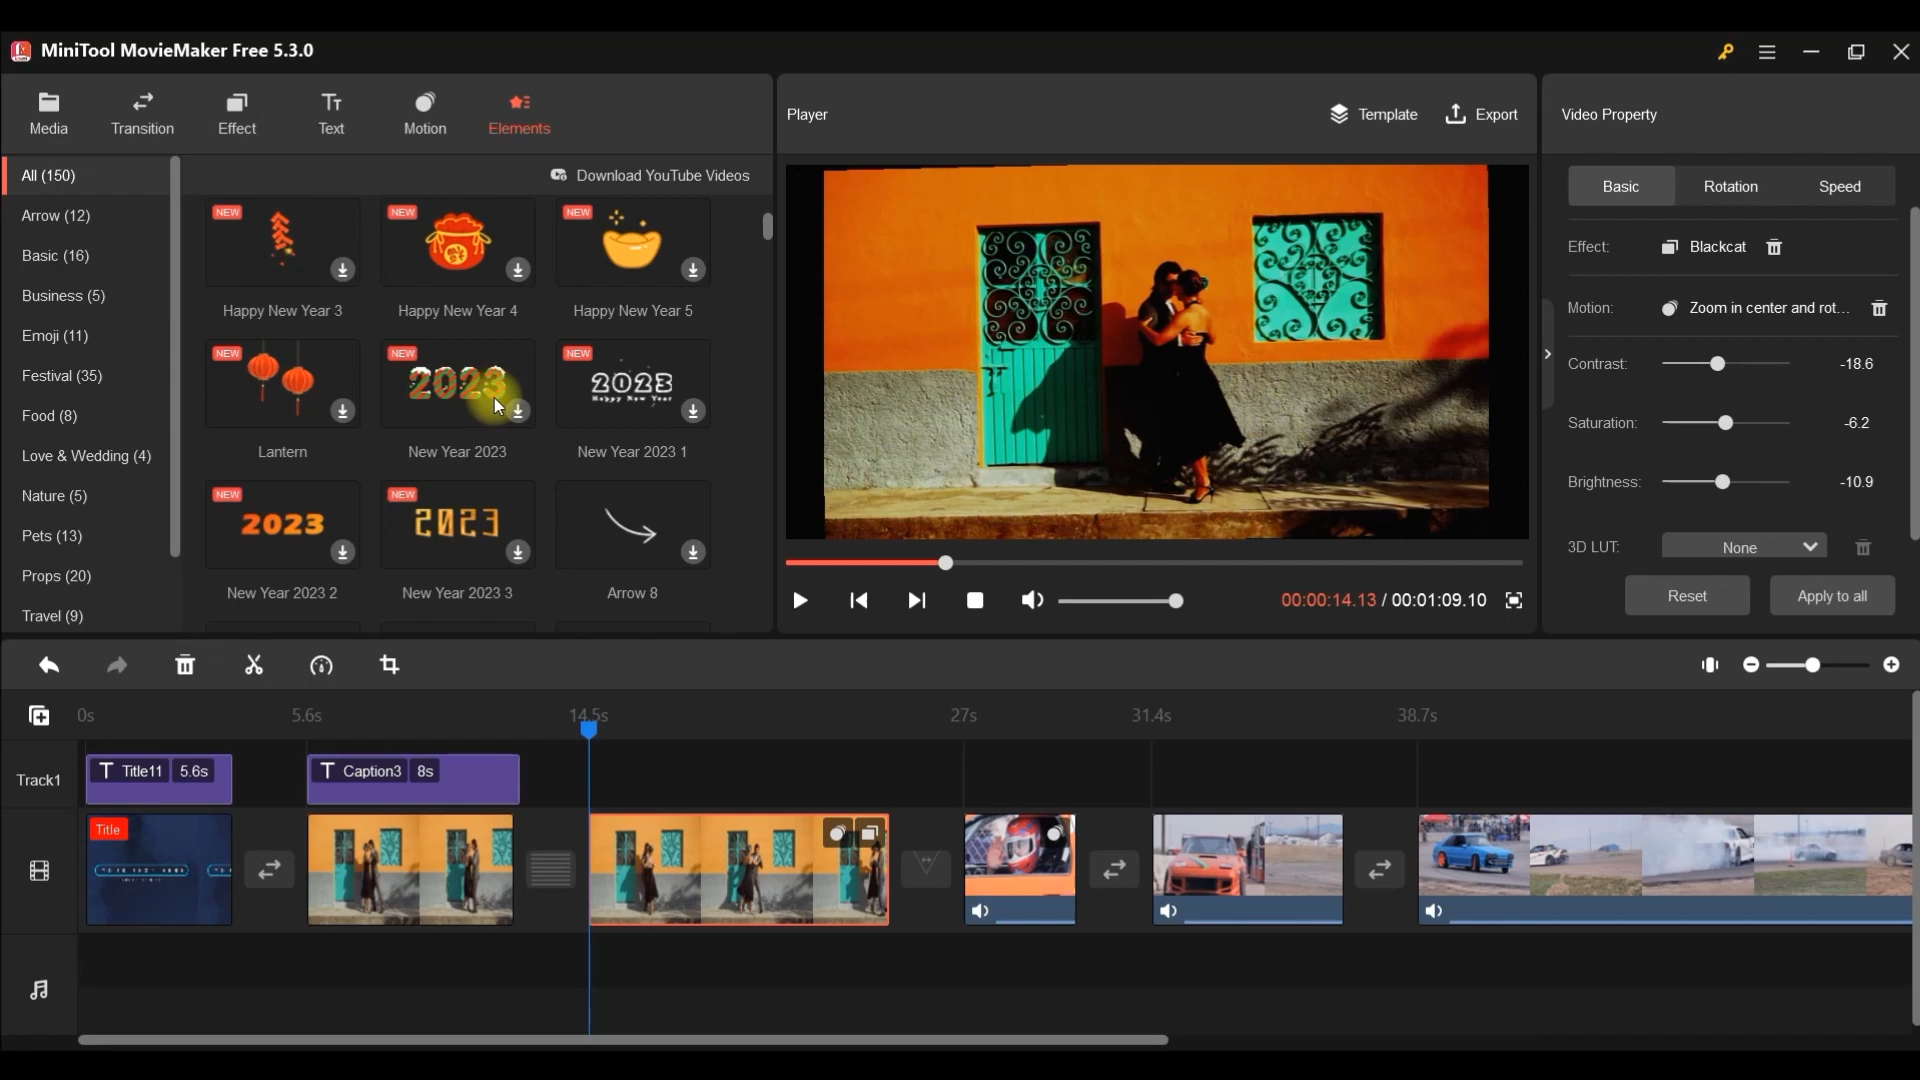 MiniTool MovieMaker Free 5.3.0
Media
Transition
Effect
Text
Motion
Elements
Player
Template
Export
Video Property
All (150)
Arrow (12)
Basic (16)
Business (5)
Emoji (11)
Festival (35)
Food (8)
Love & Wedding (4)
Nature (5)
Pets (13)
Props (20)
Travel (9)
Download YouTube Videos
NEW
NEW
NEW
Happy New Year 3
Happy New Year 4
Happy New Year 5
NEW
NEW
2023
NEW
2023
Happy New Year
Lantern
New Year 2023
New Year 2023 1
NEW
2023
NEW
2023
New Year 2023 2
New Year 2023 3
Arrow 8
00:00:14.13 / 00:01:09.10
Basic
Rotation
Speed
Effect:
Blackcat
Motion:
Zoom in center and rot...
Contrast:
-18.6
Saturation:
-6.2
Brightness:
-10.9
3D LUT:
None
Reset
Apply to all
0s
5.6s
14.5s
27s
31.4s
38.7s
Track1
Title11
5.6s
Caption3
8s
Title